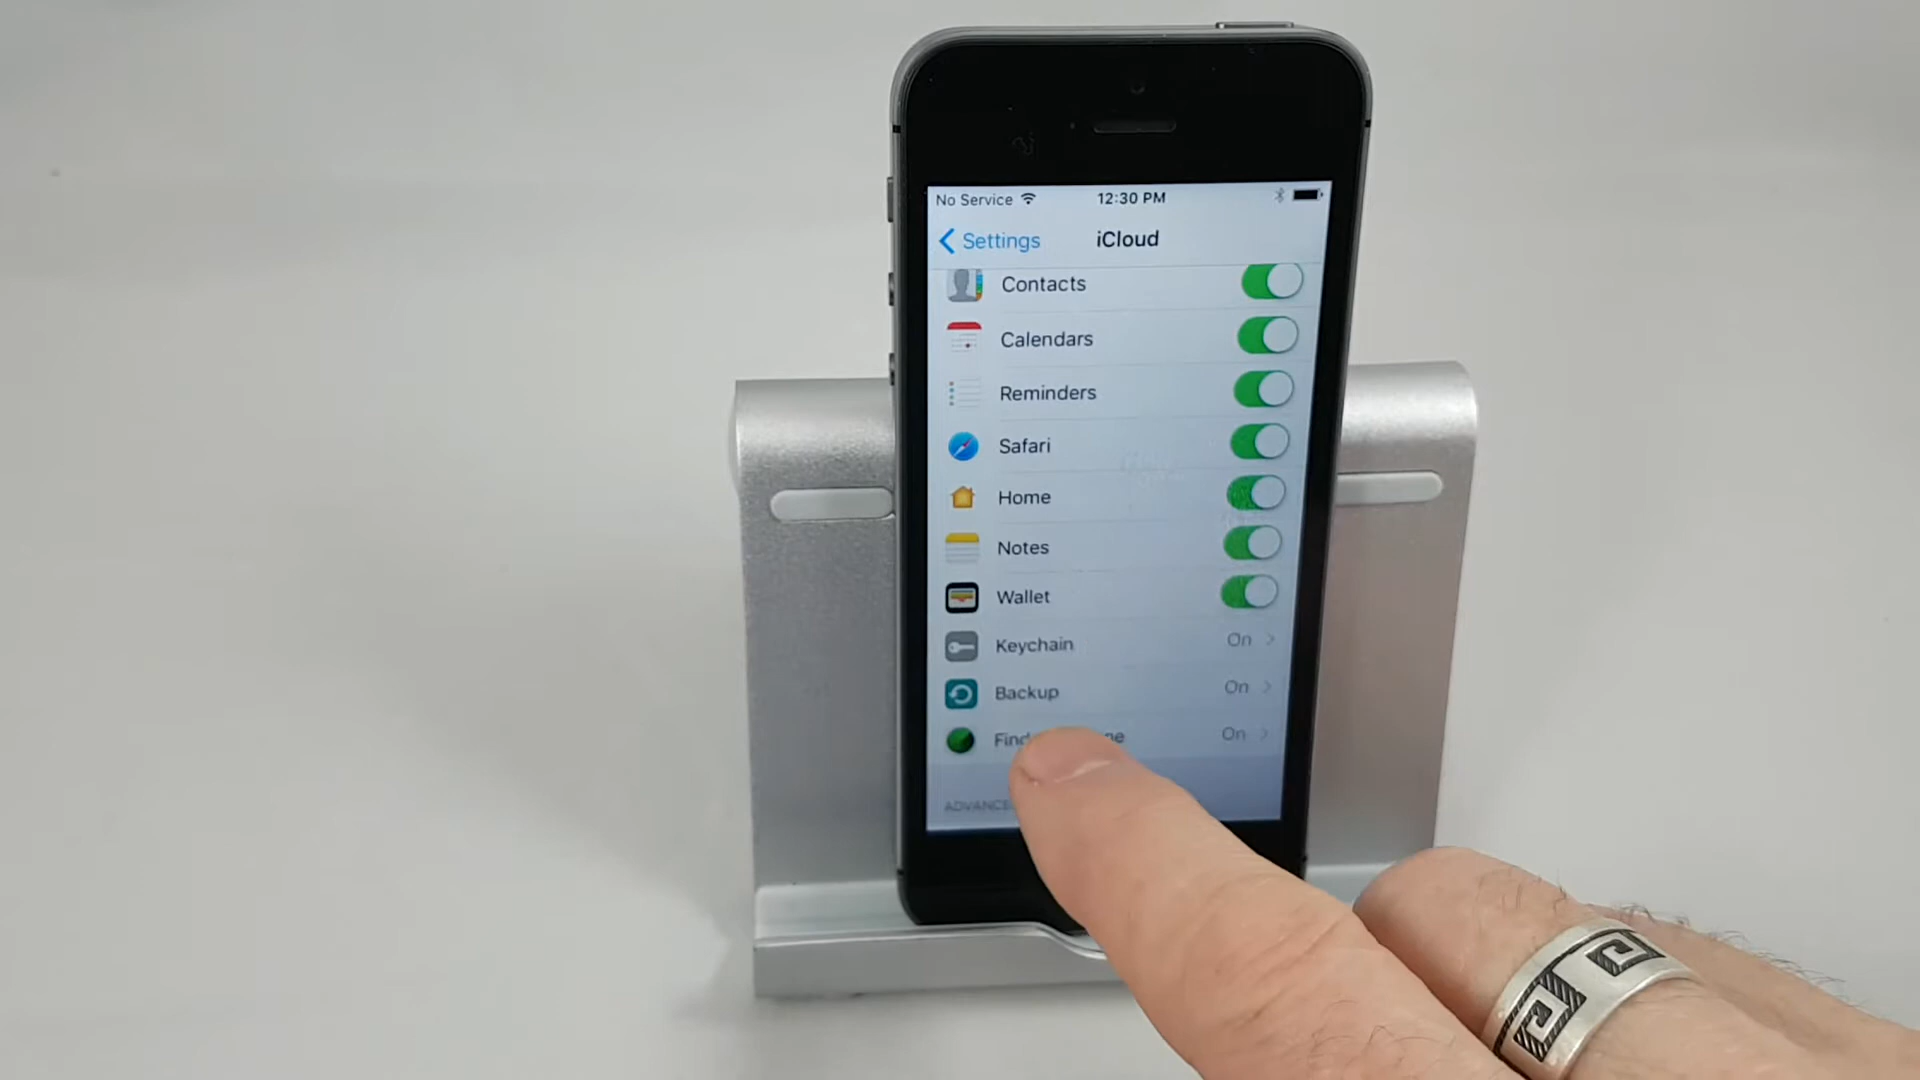 No Service 12:30 PM
Settings iCloud
Contacts
Calendars
Reminders
Safari
Home
Notes
Wallet
Keychain On
Backup On
Find On